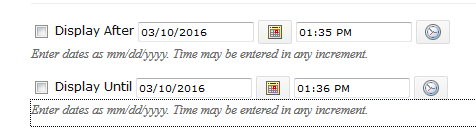 Display After 03/10/2016 01:35 PM
Enter dates as mm/dd/yyyy. Time may be entered in any increment.
Display Until 03/10/2016 01:36 PM
Enter dates as mm/dd/yyyy. Time may be entered in any increment.